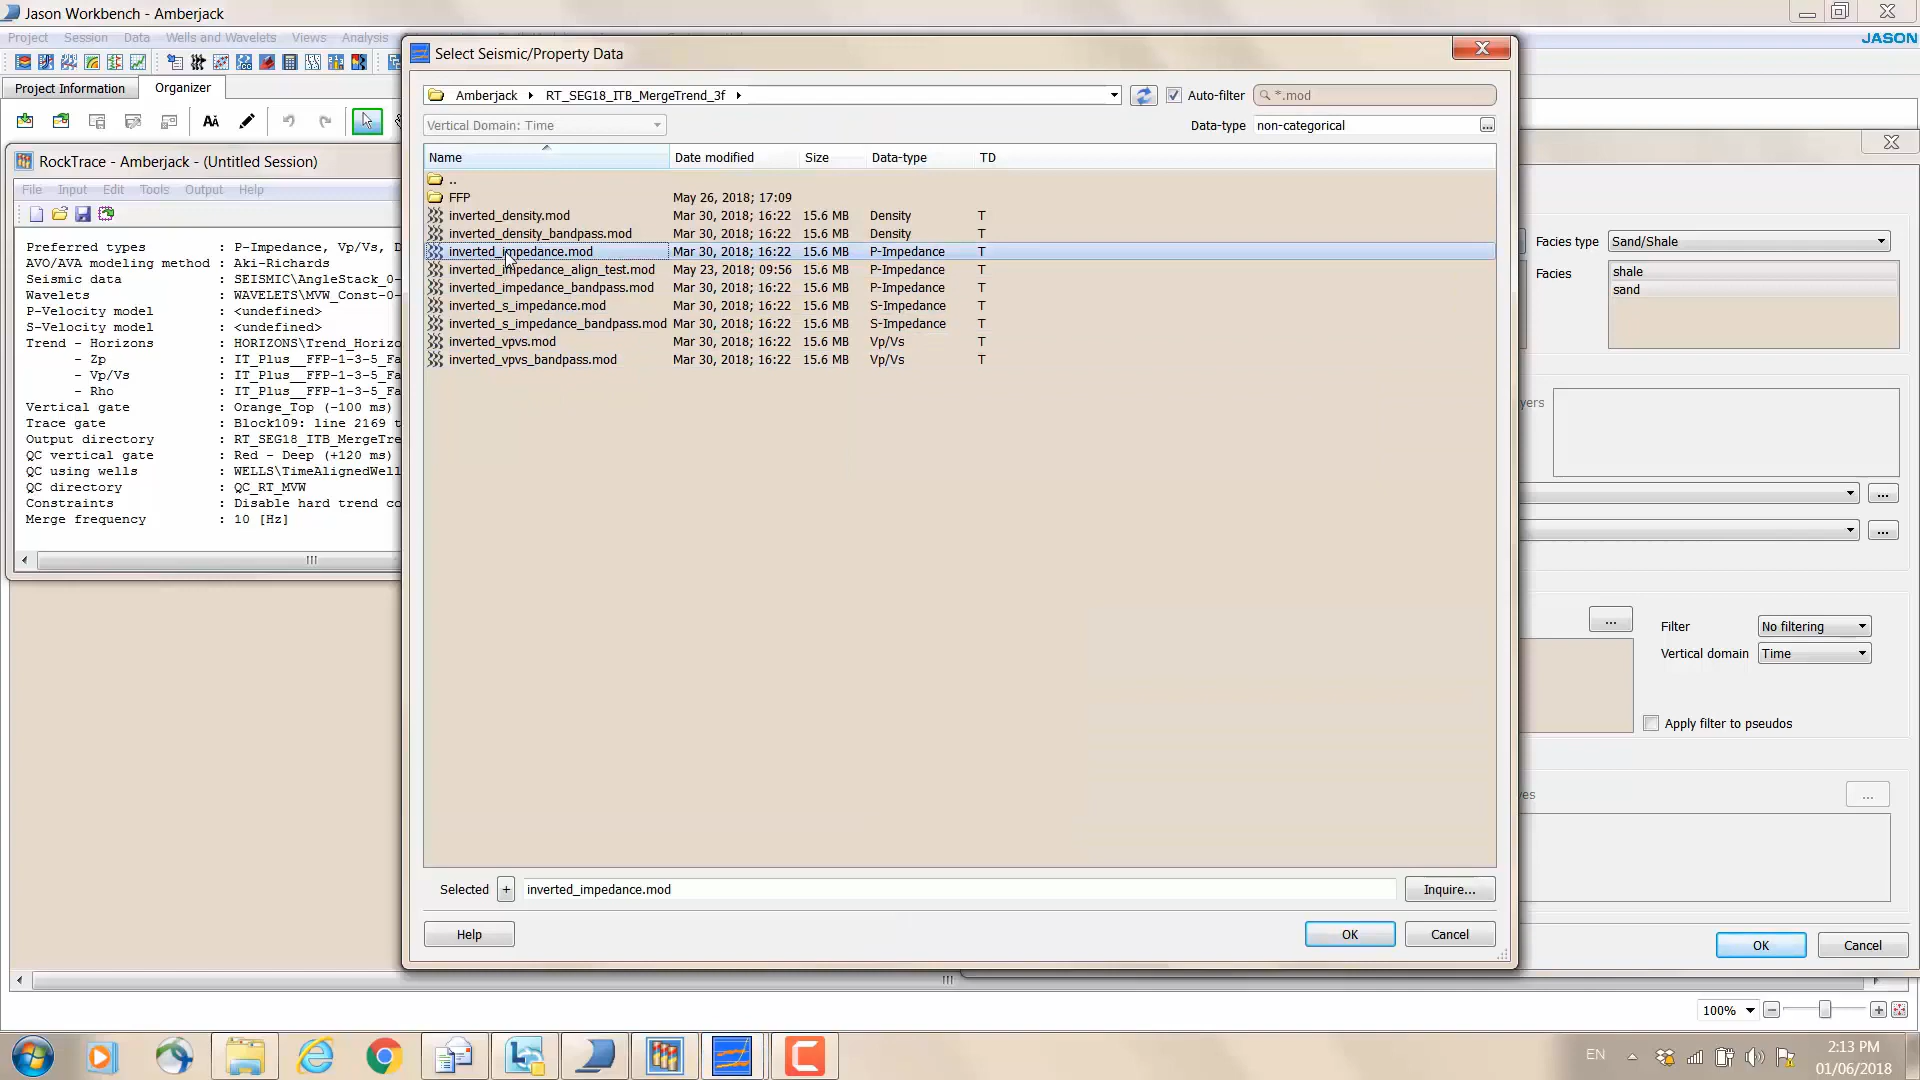 Jason Workbench - Amberjack
Project Session Data Wells and Wavelets Views Analysis
JASON
Project Information Organizer
AA
Select Seismic/Property Data
Amberjack RT_SEG18_ITB_MergeTrend_3f
Auto-filter *.mod
Vertical Domain: Time
Data-type non-categorical ...
Name Date modified Size Data-type TD
..
FFP May 26, 2018; 17:09
inverted_density.mod Mar 30, 2018; 16:22 15.6 MB Density T
inverted_density_bandpass.mod Mar 30, 2018; 16:22 15.6 MB Density T
inverted_impedance.mod Mar 30, 2018; 16:22 15.6 MB P-Impedance T
inverted_impedance_align_test.mod May 23, 2018; 09:56 15.6 MB P-Impedance T
inverted_impedance_bandpass.mod Mar 30, 2018; 16:22 15.6 MB P-Impedance T
inverted_s_impedance.mod Mar 30, 2018; 16:22 15.6 MB S-Impedance T
inverted_s_impedance_bandpass.mod Mar 30, 2018; 16:22 15.6 MB S-Impedance T
inverted_vpvs.mod Mar 30, 2018; 16:22 15.6 MB Vp/Vs T
inverted_vpvs_bandpass.mod Mar 30, 2018; 16:22 15.6 MB Vp/Vs T
Selected + inverted_impedance.mod Inquire...
Help OK Cancel
RockTrace - Amberjack - (Untitled Session)
File Input Edit Tools Output Help
Preferred types : P-Impedance, Vp/Vs, D
AVO/AVA modeling method : Aki-Richards
Seismic data : SEISMIC\AngleStack_0-
Wavelets : WAVELETS\MVW_Const-0-
P-Velocity model : <undefined>
S-Velocity model : <undefined>
Trend - Horizons : HORIZONS\Trend_Horizo
- Zp : IT_Plus__FFP-1-3-5_Fa
- Vp/Vs : IT_Plus__FFP-1-3-5_Fa
- Rho : IT_Plus__FFP-1-3-5_Fa
Vertical gate : Orange_Top (-100 ms)
Trace gate : Block109: line 2169 t
Output directory : RT_SEG18_ITB_MergeTre
QC vertical gate : Red - Deep (+120 ms)
QC using wells : WELLS\TimeAlignedWell
QC directory : QC_RT_MVW
Constraints : Disable hard trend co
Merge frequency : 10 [Hz]
Facies type Sand/Shale
Facies shale
sand
yers
...
...
... Filter No filtering
Vertical domain Time
Apply filter to pseudos
ves ...
OK Cancel
100%
EN
2:13 PM
01/06/2018